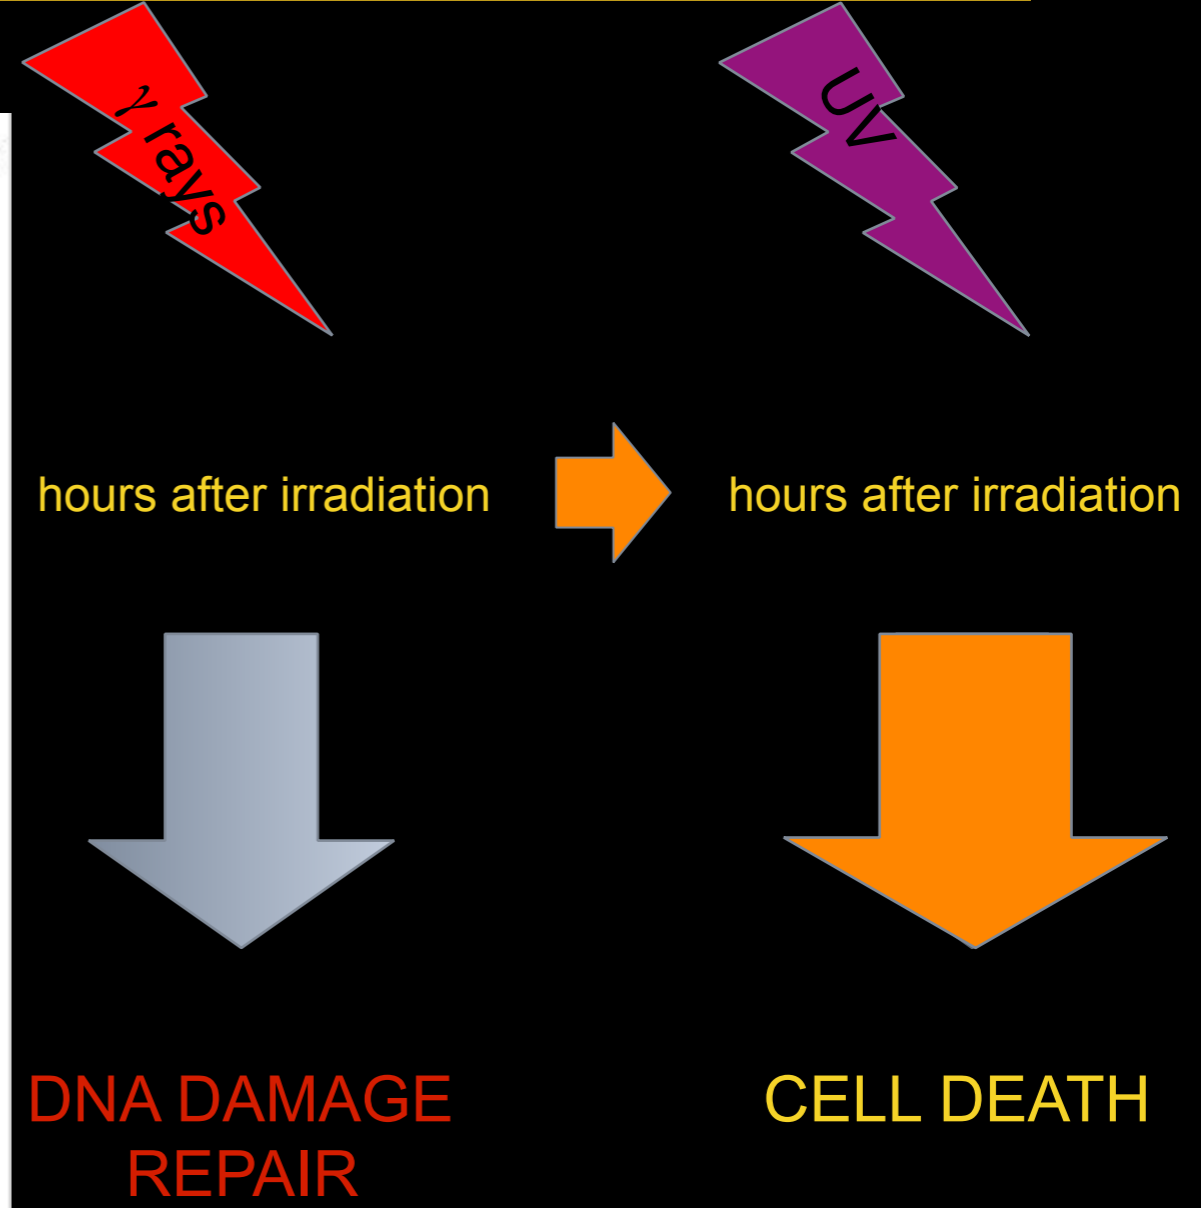 γ rays
UV
hours after irradiation
hours after irradiation
DNA DAMAGE
REPAIR
CELL DEATH